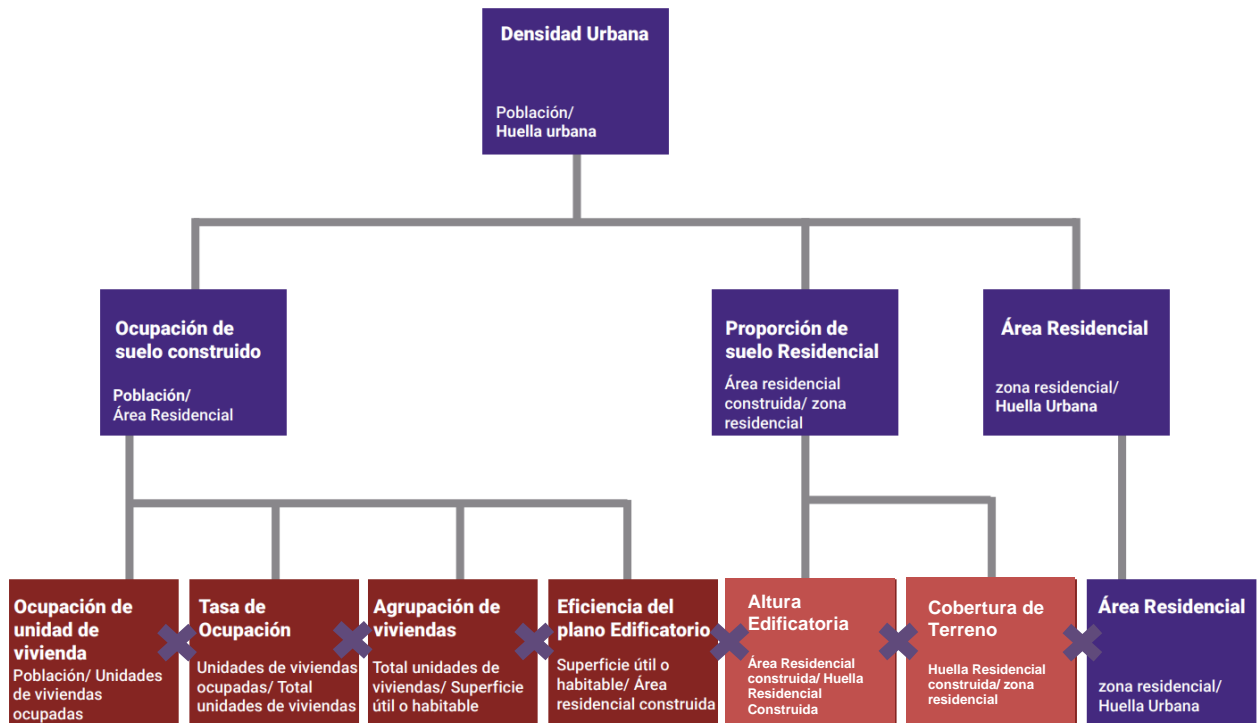 Densidad Urbana
Población/
Huella urbana
Ocupación de
suelo construido
Población/
Área Residencial
Proporción de
suelo Residencial
Área residencial
construida/ zona
residencial
Área Residencial
zona residencial/
Huella Urbana
Ocupación de
unidad de
vivienda
Población/ Unidades
de viviendas
ocupadas
Tasa de
Ocupación
Unidades de viviendas
ocupadas/ Total
unidades de viviendas
Agrupación de
viviendas
Total unidades de
viviendas/ Superficie
útil o habitable
Eficiencia del
plano Edificatorio
Superficie útil o
habitable/ Área
residencial construida
Altura
Edificatoria
Área Residencial
construida/ Huella
Residencial
Construida
Cobertura de
Terreno
Huella Residencial
construida/ zona
residencial
Área Residencial
zona residencial/
Huella Urbana